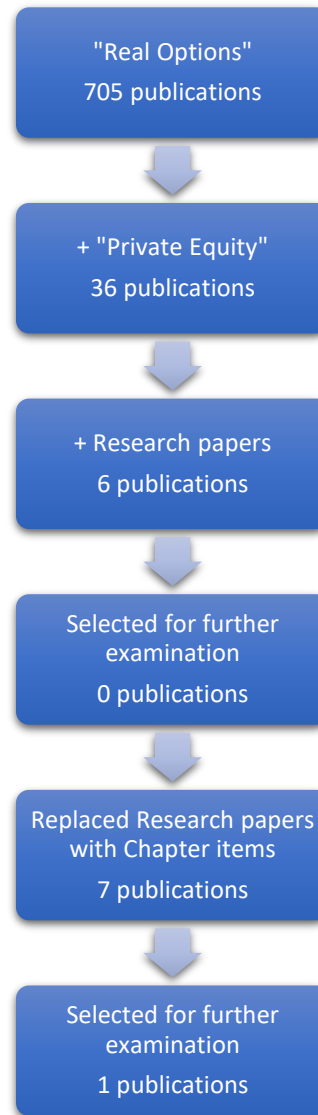 "Real Options"
705 publications
+ "Private Equity"
36 publications
+ Research papers
6 publications
Selected for further
examination
0 publications
Replaced Research papers
with Chapter items
7 publications
Selected for further
examination
1 publications